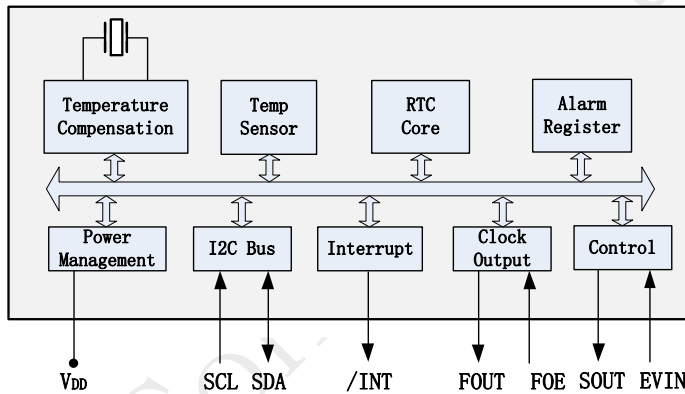 Temperature
Compensation
Temp
Sensor
RTC
Core
Alarm
Register
Power
Management
I2C Bus
Interrupt
Clock
Output
Control
VDD
SCL
SDA
/INT
FOUT
FOE
SOUT
EVIN